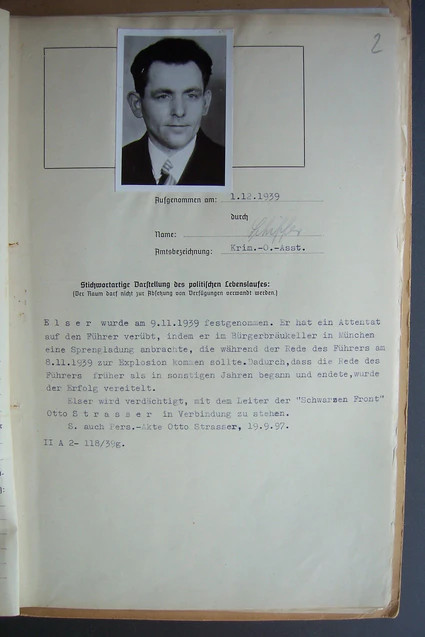 2
Aufgenommen am: 1.12.1939
durch
Name: Schiffer
Amtsbezeichnung: Krim.-O.-Asst.
Stichwortartige Darstellung des politischen Lebenslaufes:
(Der Raum darf nicht zur Absetzung von Verfügungen verwandt werden.)
E l s e r wurde am 9.11.1939 festgenommen. Er hat ein Attentat
auf den Führer verübt, indem er in Bürgerbräukeller in München
eine Sprengladung anbrachte, die während der Rede des Führers am
8.11.1939 zur Explosion kommen sollte.Dadurch,dass die Rede des
Führers früher als in sonstigen Jahren begann und endete,wurde
der Erfolg vereitelt.
Elser wird verdächtigt, mit dem Leiter der "Schwarzen Front"
Otto S t r a s s e r in Verbindung zu stehen.
S. auch Pers.-Akte Otto Strasser, 19.9.97.
II A 2- 118/39g.